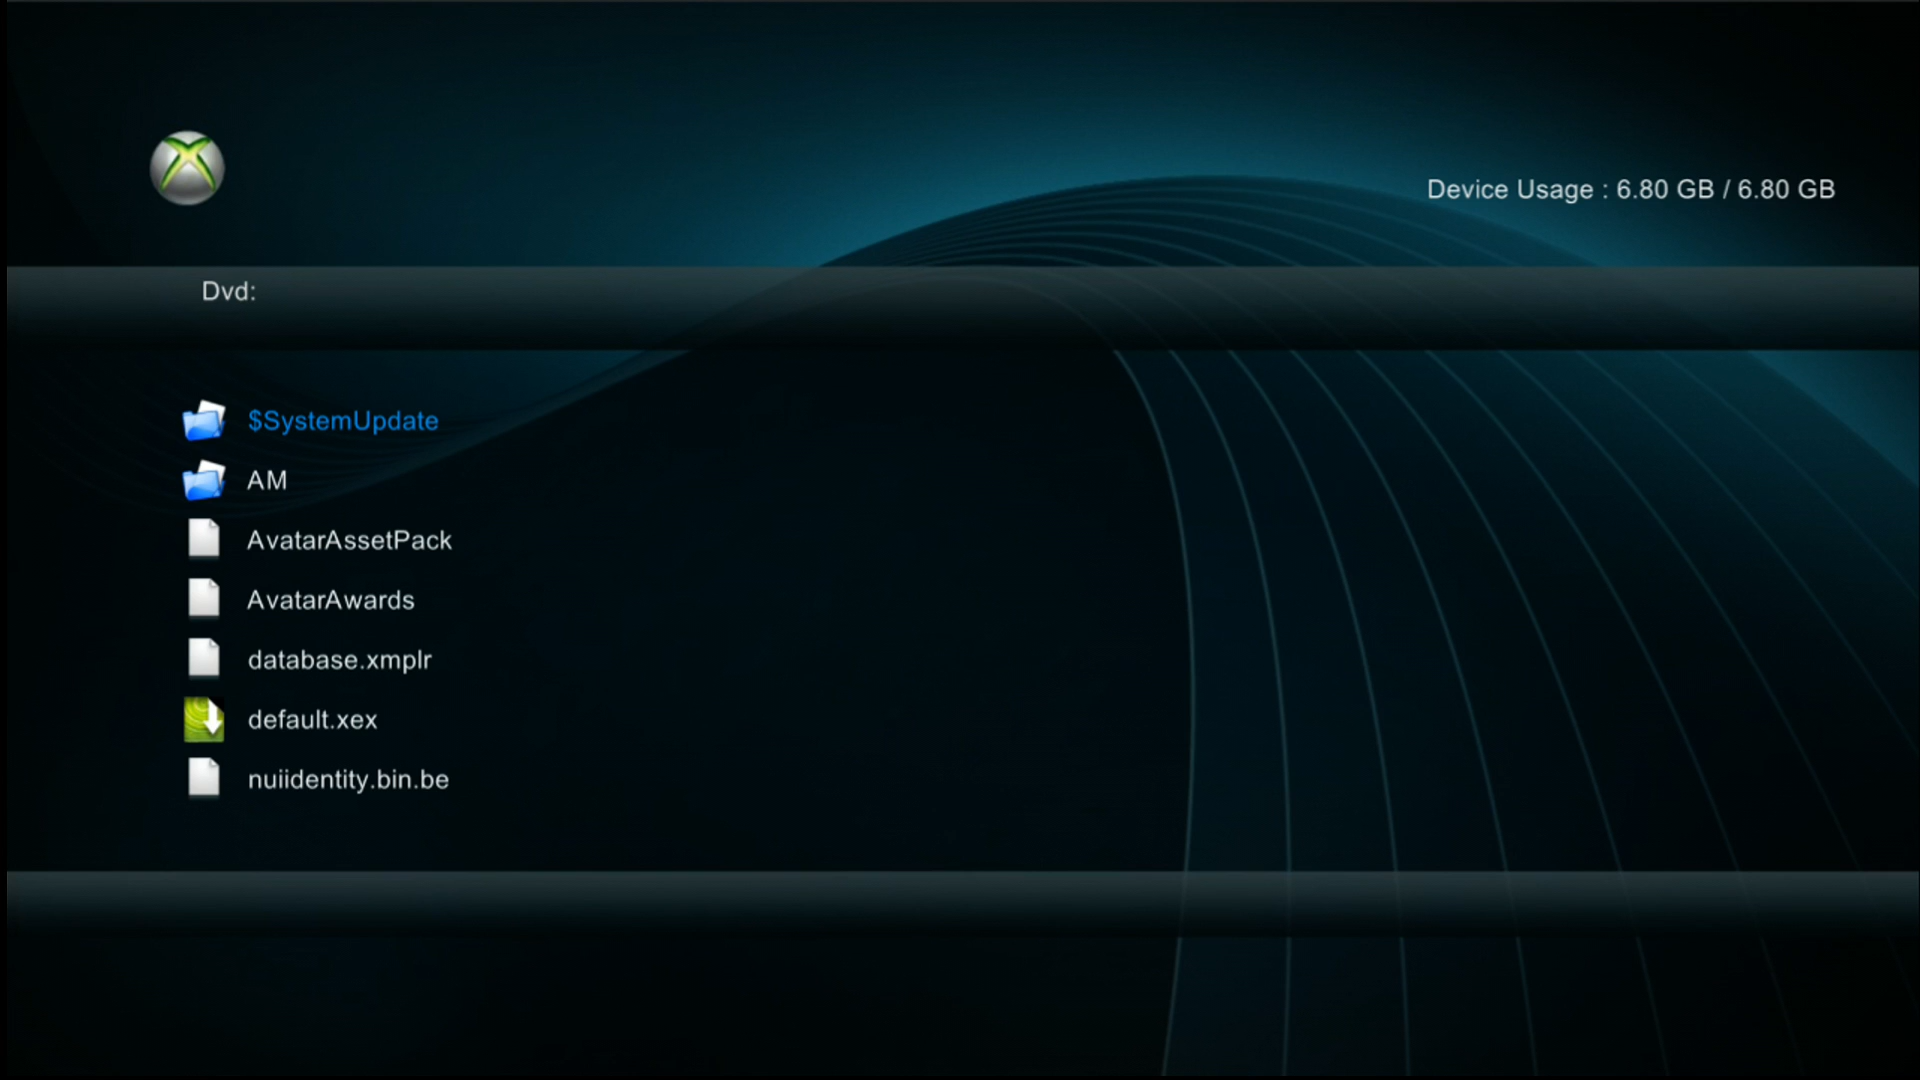 Device Usage : 6.80 GB / 6.80 GB
Dvd:
$SystemUpdate
AM
AvatarAssetPack
AvatarAwards
database.xmplr
default.xex
nuiidentity.bin.be